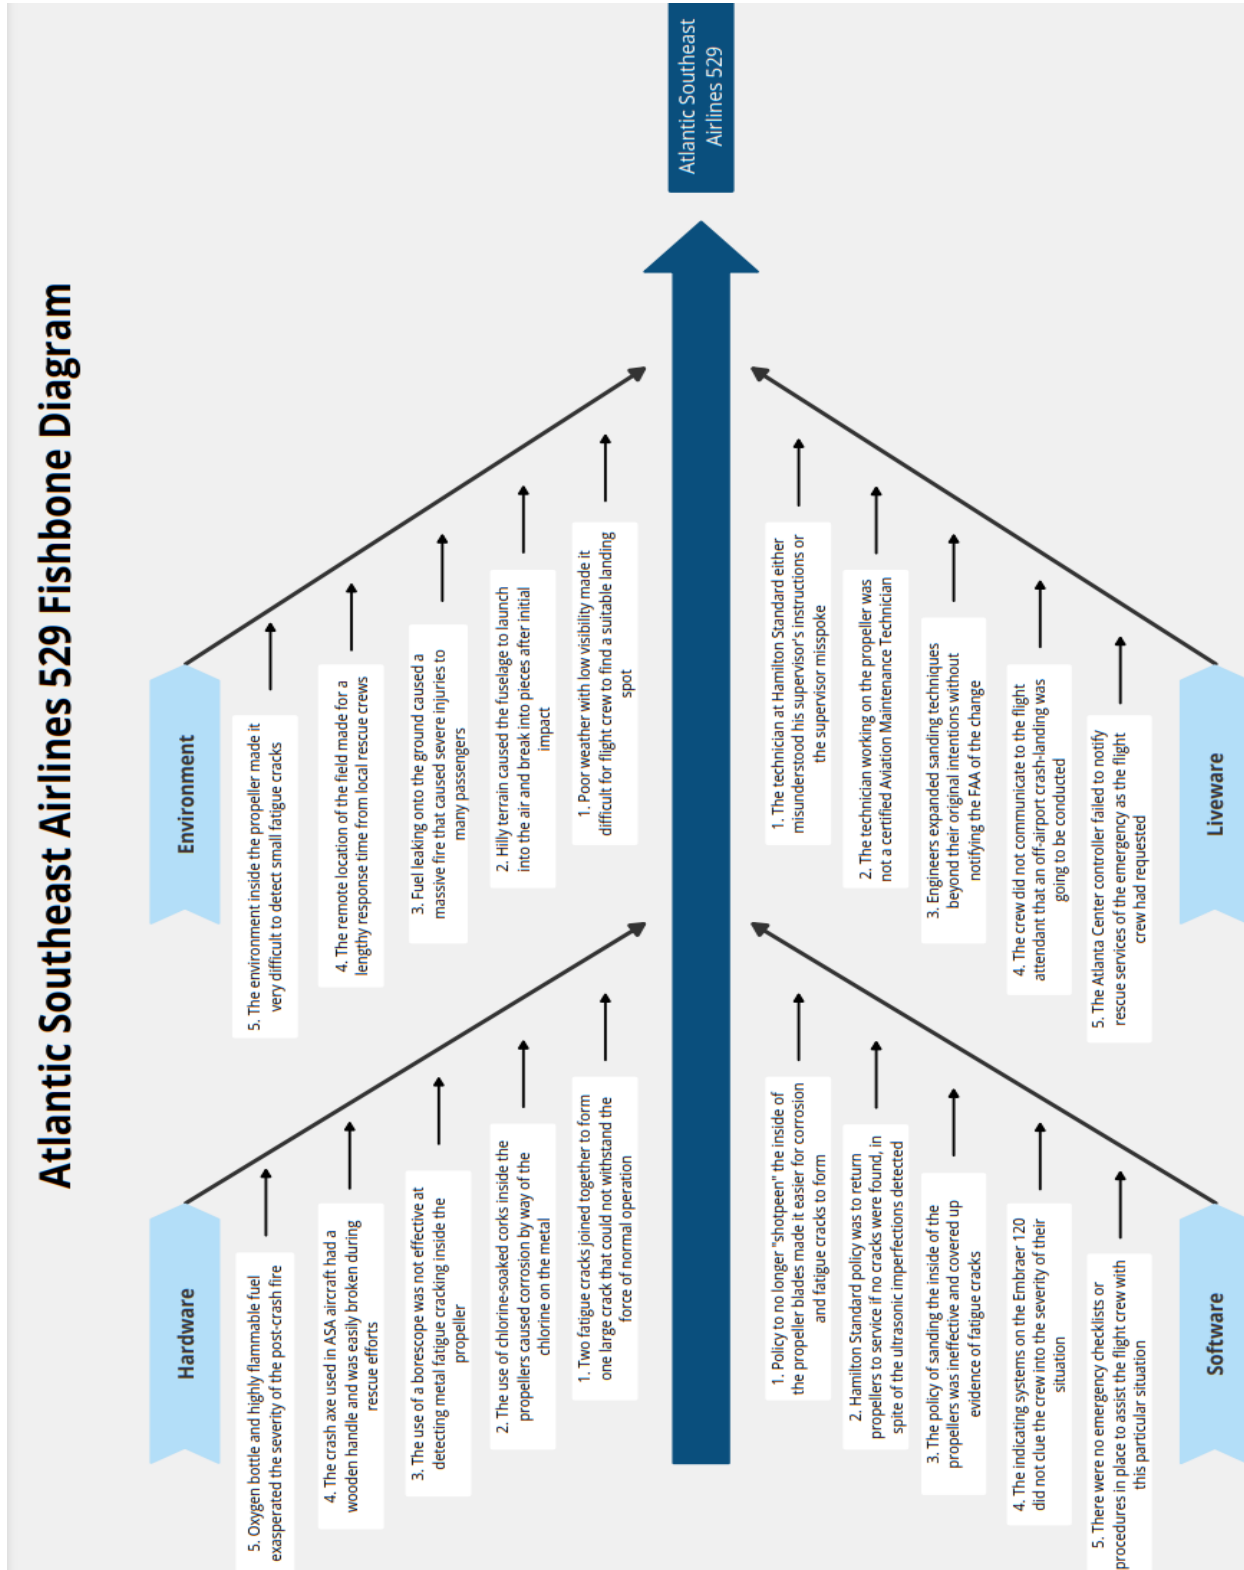 Atlantic Southeast Airlines 529 Fishbone Diagram
Hardware
5. Oxygen bottle and highly flammable fuel
exasperated the severity of the post-crash fire
4. The crash axe used in ASA aircraft had a
wooden handle and was easily broken during
rescue efforts
3. The use of a borescope was not effective at
detecting metal fatigue cracking inside the
propeller
2. The use of chlorine-soaked corks inside the
propellers caused corrosion by way of the
chlorine on the metal
1. Two fatigue cracks joined together to form
one large crack that could not withstand the
force of normal operation
Environment
5. The environment inside the propeller made it
very difficult to detect small fatigue cracks
4. The remote location of the field made for a
lengthy response time from local rescue crews
3. Fuel leaking onto the ground caused a
massive fire that caused severe injuries to
many passengers
2. Hilly terrain caused the fuselage to launch
into the air and break into pieces after initial
impact
1. Poor weather with low visibility made it
difficult for flight crew to find a suitable landing
spot
Atlantic Southeast
Airlines 529
1. Policy to no longer "shotpeen" the inside of
the propeller blades made it easier for corrosion
and fatigue cracks to form
2. Hamilton Standard policy was to return
propellers to service if no cracks were found, in
spite of the ultrasonic imperfections detected
3. The policy of sanding the inside of the
propellers was ineffective and covered up
evidence of fatigue cracks
4. The indicating systems on the Embraer 120
did not clue the crew into the severity of their
situation
5. There were no emergency checklists or
procedures in place to assist the flight crew with
this particular situation
Software
1. The technician at Hamilton Standard either
misunderstood his supervisor's instructions or
the supervisor misspoke
2. The technician working on the propeller was
not a certified Aviation Maintenance Technician
3. Engineers expanded sanding techniques
beyond their original intentions without
notifying the FAA of the change
4. The crew did not communicate to the flight
attendant that an off-airport crash-landing was
going to be conducted
5. The Atlanta Center controller failed to notify
rescue services of the emergency as the flight
crew had requested
Liveware